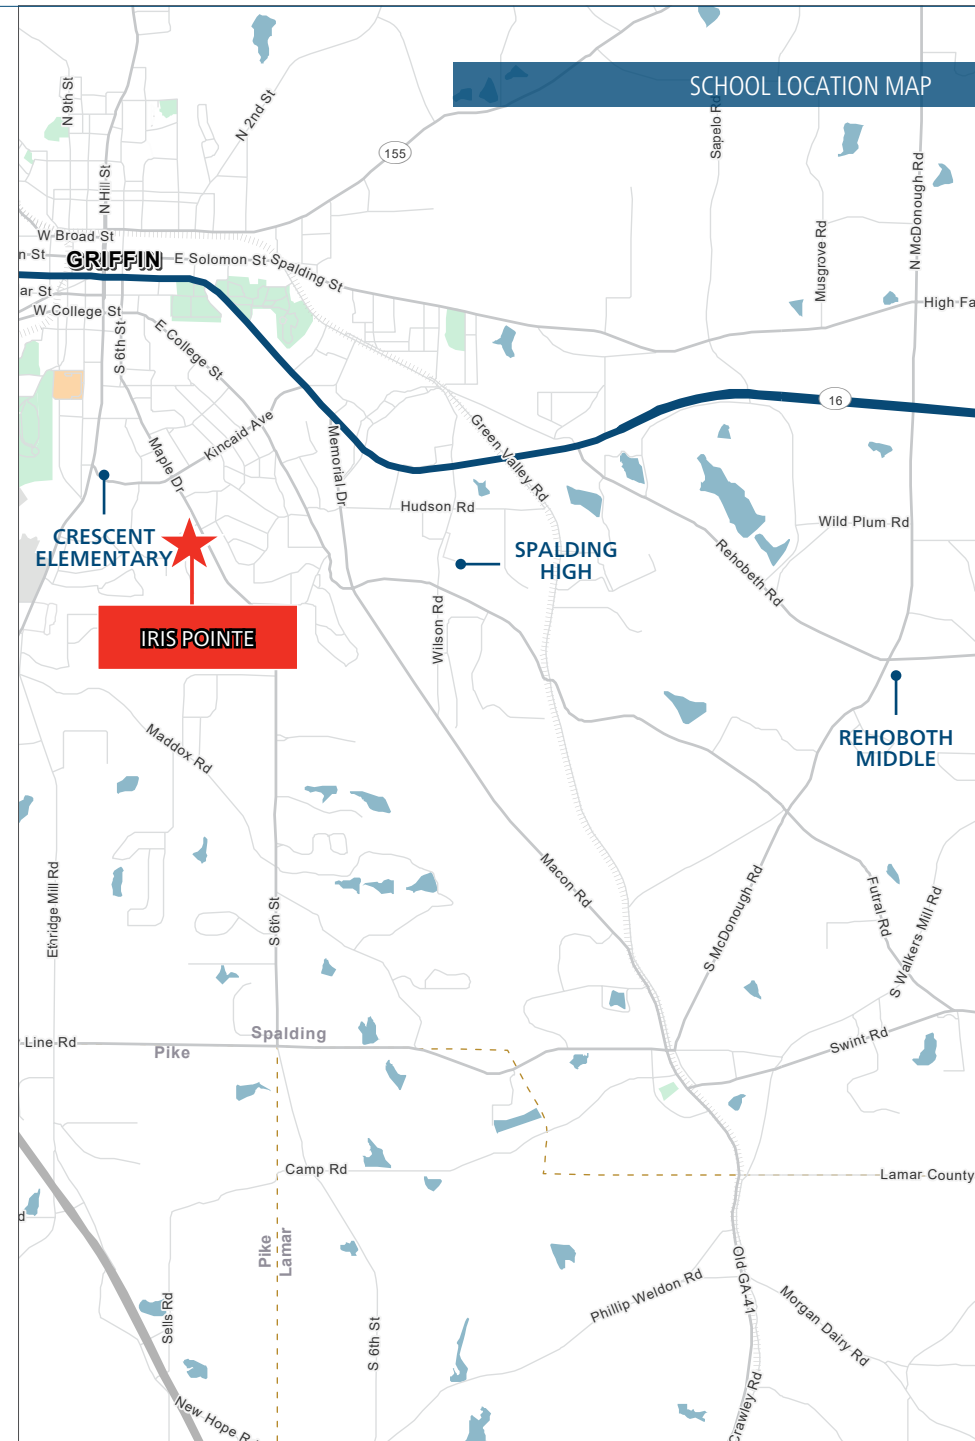 SCHOOL LOCATION MAP
N 9th St
N 2nd St
155
Sapelo Rd
N Hill St
N McDonough Rd
Musgrove Rd
W Broad St
n St
GRIFFIN
E Solomon St
Spalding St
ar St
W College St
High Fa
S 6th St
E College St
16
Kincaid Ave
Maple Dr
Memorial Dr
Green Valley Rd
Hudson Rd
Wild Plum Rd
CRESCENT
ELEMENTARY
SPALDING
HIGH
Rehobeth Rd
IRIS POINTE
Wilson Rd
REHOBOTH
MIDDLE
Maddox Rd
Macon Rd
Ethridge Mill Rd
S 6th St
S McDonough Rd
Futral Rd
S Walkers Mill Rd
Line Rd
Spalding
Pike
Swint Rd
Camp Rd
Lamar County
d
Pike
Lamar
Old GA-41
Phillip Weldon Rd
Morgan Dairy Rd
Sells Rd
S 6th St
Crawley Rd
New Hope R